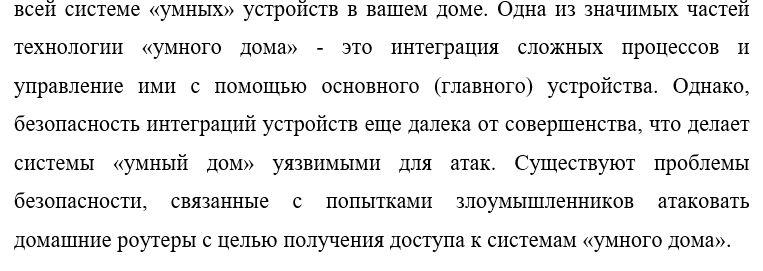 всей системе «умных» устройств в вашем доме. Одна из значимых частей
технологии «умного дома» - это интеграция сложных процессов и
управление ими с помощью основного (главного) устройства. Однако,
безопасность интеграций устройств еще далека от совершенства, что делает
системы «умный дом» уязвимыми для атак. Существуют проблемы
безопасности, связанные с попытками злоумышленников атаковать
домашние роутеры с целью получения доступа к системам «умного дома».